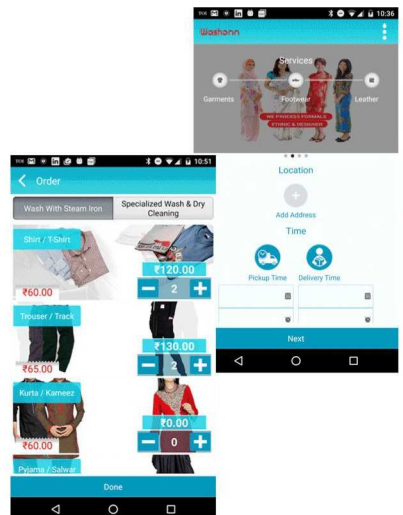 10:36
Washonn
Services
Garments
Footwear
Leather
WE PROCESS FORMALS
ETHNIC & DESIGNER
Location
Add Address
Time
Pickup Time
Delivery Time
Next
10:51
Order
Wash With Steam Iron
Specialized Wash & Dry
Cleaning
Shirt / T-Shirt
₹60.00
₹120.00
2
Trouser / Track
₹65.00
₹130.00
2
Kurta / Kameez
₹60.00
₹0.00
0
Pyjama / Salwar
Done